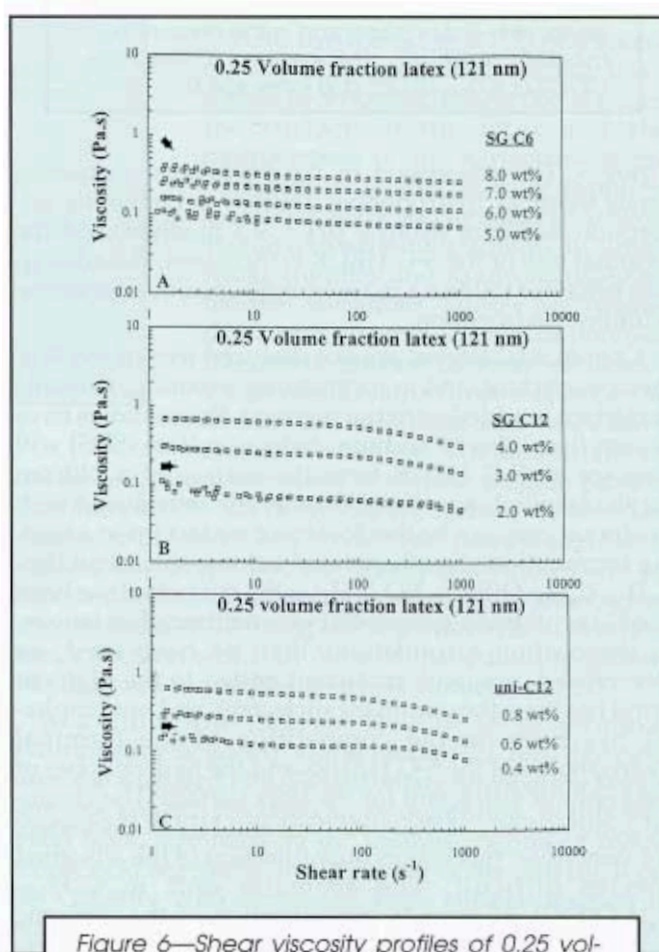 10
0.25 Volume fraction latex (121 nm)
Viscosity (Pa.s)
1
SG C6
8.0 wt%
7.0 wt%
0.1
6.0 wt%
5.0 wt%
A
0.01
1 10 100 1000 10000
10
0.25 Volume fraction latex (121 nm)
Viscosity (Pa.s)
1
SG C12
4.0 wt%
3.0 wt%
0.1
2.0 wt%
B
0.01
1 10 100 1000 10000
10
0.25 volume fraction latex (121 nm)
Viscosity (Pa.s)
1
uni-C12
0.8 wt%
0.6 wt%
0.1
0.4 wt%
C
0.01
1 10 100 1000 10000
Shear rate (s⁻¹)
Figure 6—Shear viscosity profiles of 0.25 vol-